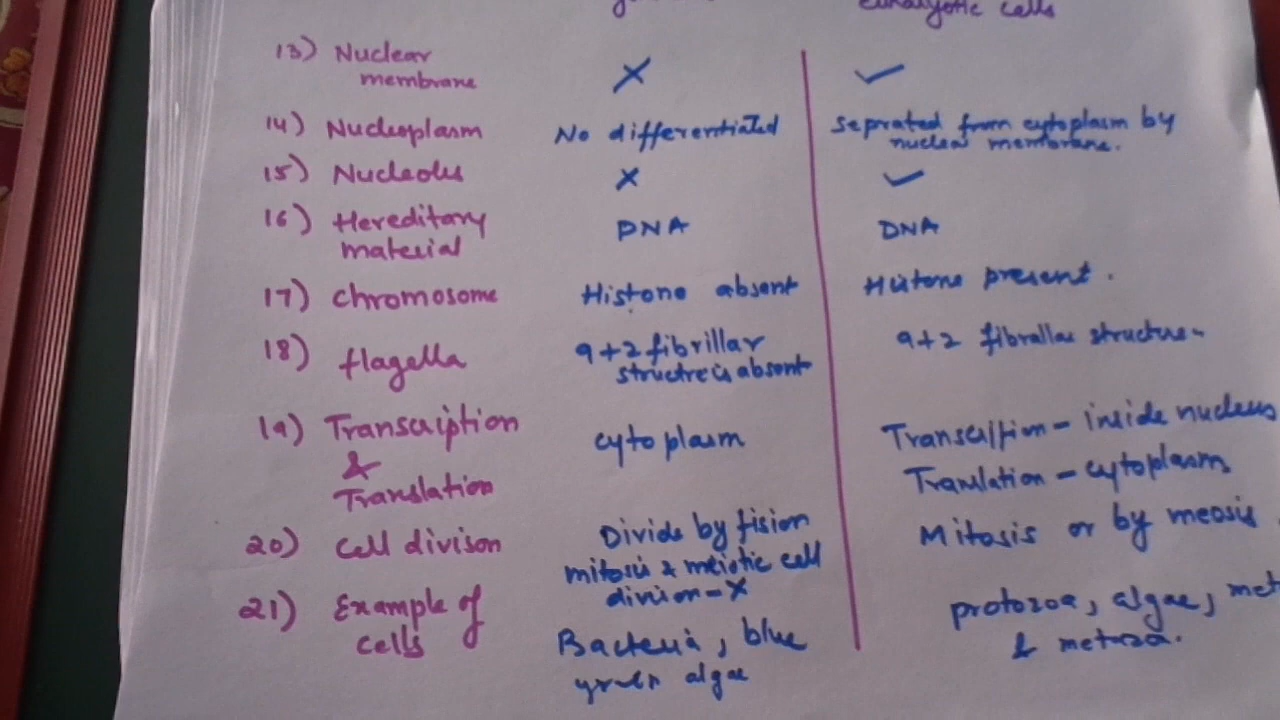 eukaryotic cells
13) Nuclear membrane X ✓
14) Nucleoplasm No differentiated seprated from cytoplasm by nuclear membrane.
15) Nucleolus X ✓
16) Hereditary material DNA DNA
17) chromosome Histone absent Histone present.
18) flagella 9+2 fibrillar structre is absent 9+2 fibrallar structure
19) Transcription & Translation cytoplasm Transcription - inside nucleus Translation - cytoplasm
20) Cell divison Divide by fision mitosis & meiotic cell division - X Mitosis or by meosis.
21) Example of cells Bacteria, blue green algae protozoa, algae, & metazoa.